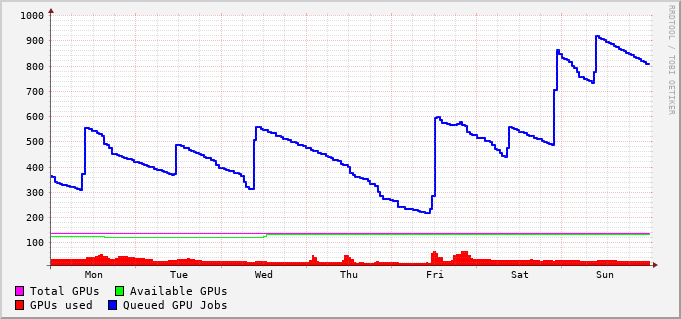 1000
900
800
700
600
500
400
300
200
100
Mon Tue Wed Thu Fri Sat Sun
Total GPUs Available GPUs
GPUs used Queued GPU Jobs
RRDTOOL / TOBI OETIKER